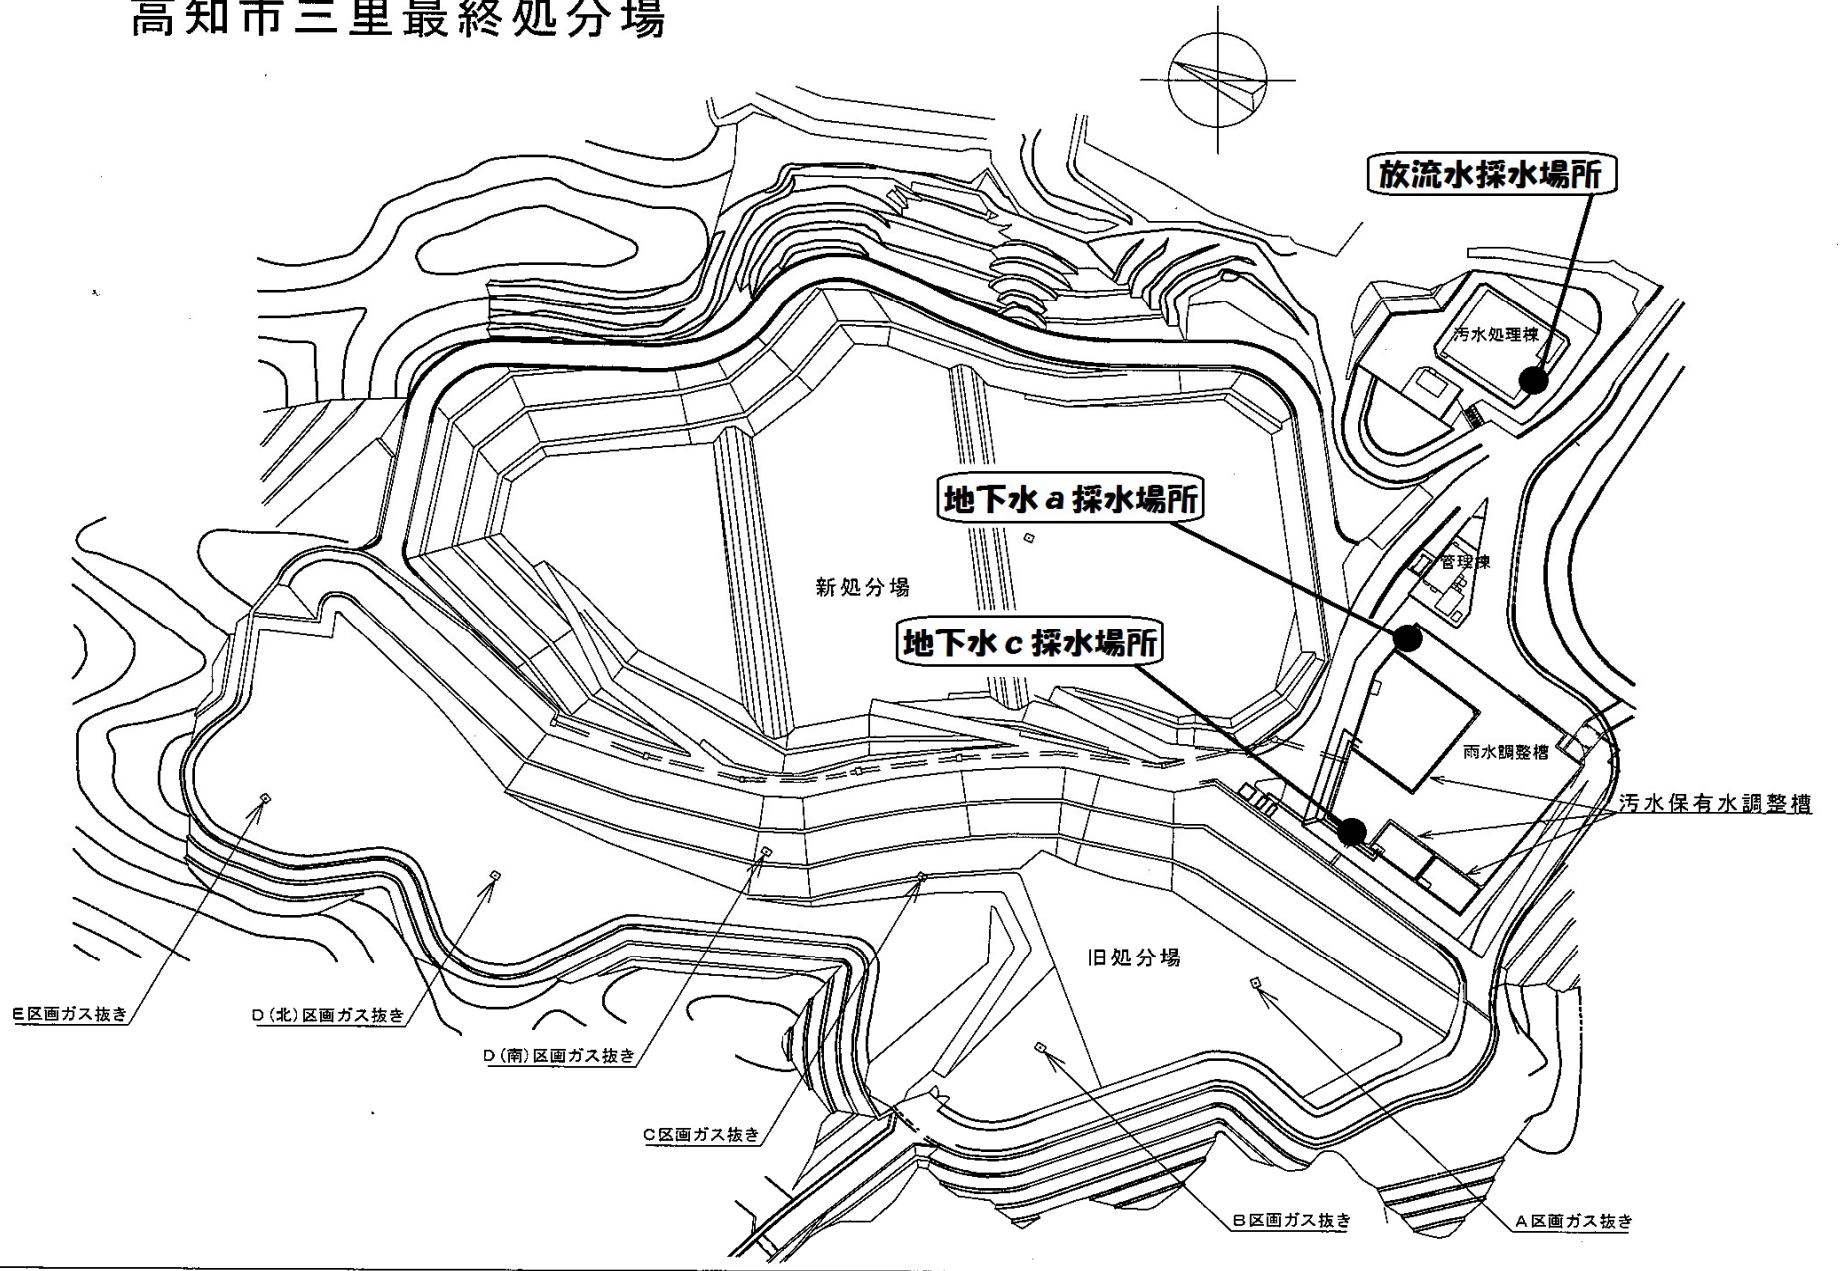 高知市三里最終処分場
放流水採水場所
汚水処理棟
地下水a採水場所
管理棟
新処分場
地下水c採水場所
雨水調整槽
汚水保有水調整槽
旧処分場
E区画ガス抜き
D(北)区画ガス抜き
D(南)区画ガス抜き
C区画ガス抜き
B区画ガス抜き
A区画ガス抜き